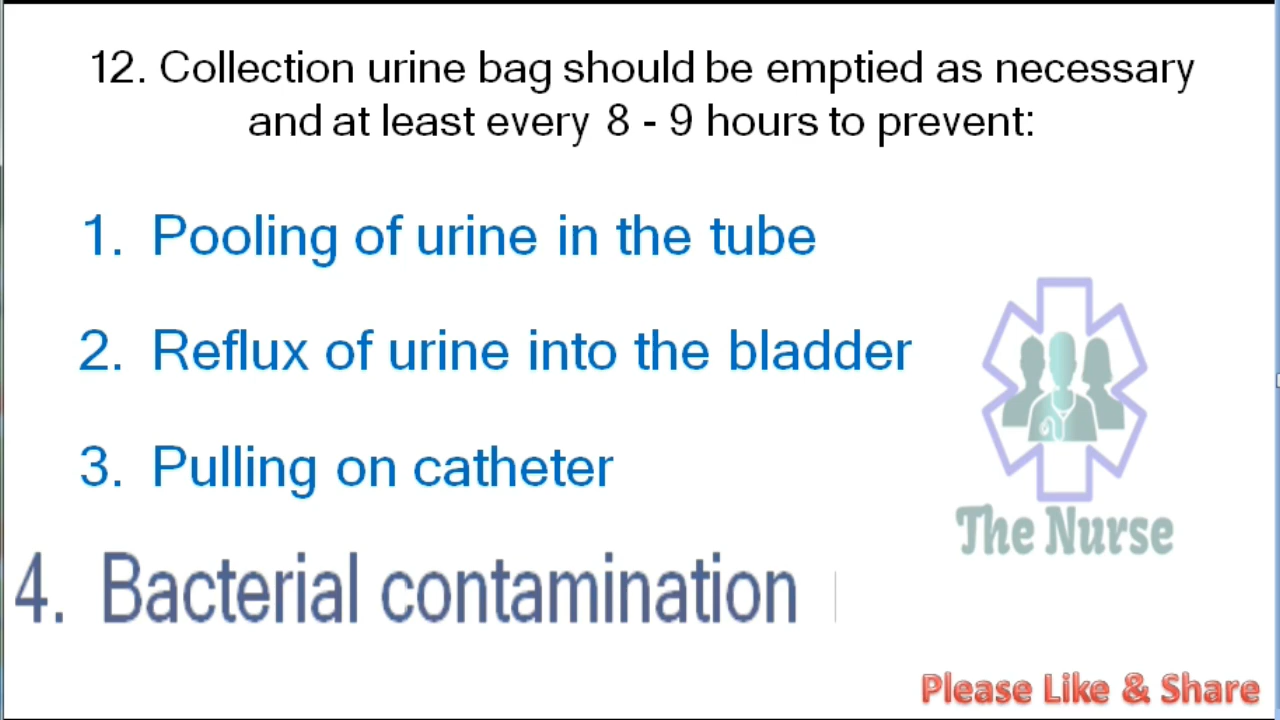 12. Collection urine bag should be emptied as necessary
and at least every 8 - 9 hours to prevent:
1. Pooling of urine in the tube
2. Reflux of urine into the bladder
3. Pulling on catheter
4. Bacterial contamination
The Nurse
Please Like & Share